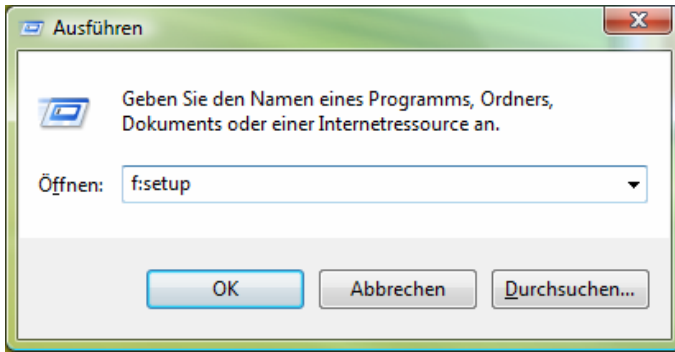 Ausführen
Geben Sie den Namen eines Programms, Ordners,
Dokuments oder einer Internetressource an.
Öffnen: f:setup
OK Abbrechen Durchsuchen...